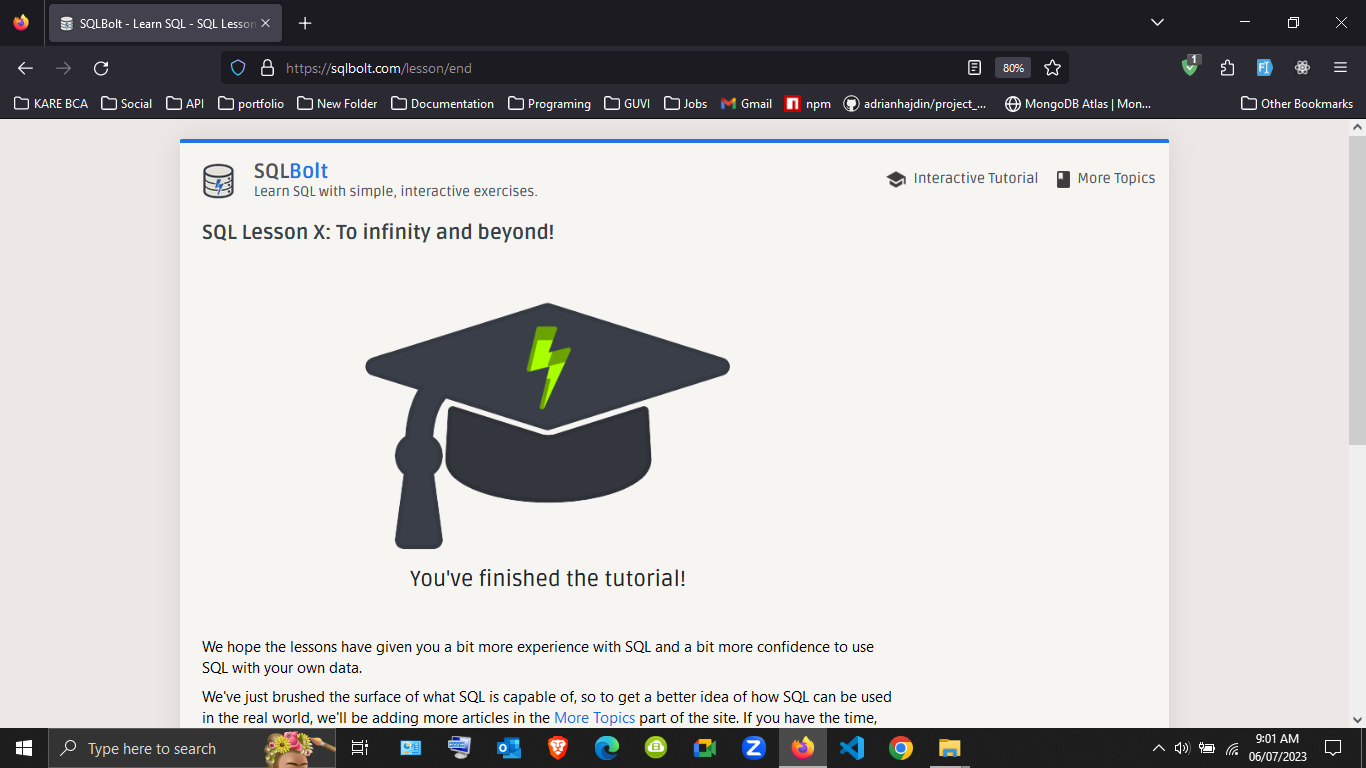 SQLBolt - Learn SQL - SQL Lesson
https://sqlbolt.com/lesson/end
80%
1
KARE BCA
Social
API
portfolio
New Folder
Documentation
Programing
GUVI
Jobs
Gmail
npm
adrianhajdin/project_...
MongoDB Atlas | Mon...
Other Bookmarks
SQLBolt
Learn SQL with simple, interactive exercises.
Interactive Tutorial
More Topics
SQL Lesson X: To infinity and beyond!
You've finished the tutorial!
We hope the lessons have given you a bit more experience with SQL and a bit more confidence to use
SQL with your own data.
We've just brushed the surface of what SQL is capable of, so to get a better idea of how SQL can be used
in the real world, we'll be adding more articles in the More Topics part of the site. If you have the time,
Type here to search
9:01 AM
06/07/2023